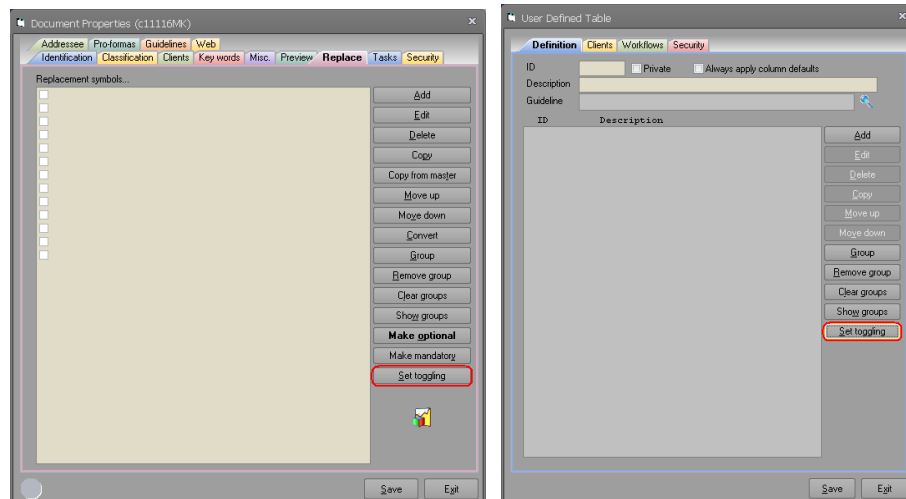 Document Properties (c11116MK)
Addressee Pro-formas Guidelines Web
Identification Classification Clients Key words Misc. Preview Replace Tasks Security
Replacement symbols...
Add
Edit
Delete
Copy
Copy from master
Move up
Move down
Convert
Group
Remove group
Clear groups
Show groups
Make optional
Make mandatory
Set toggling
Save Exit
User Defined Table
Definition Clients Workflows Security
ID Private Always apply column defaults
Description
Guideline
ID Description
Add
Edit
Delete
Copy
Move up
Move down
Group
Remove group
Clear groups
Show groups
Set toggling
Save Exit